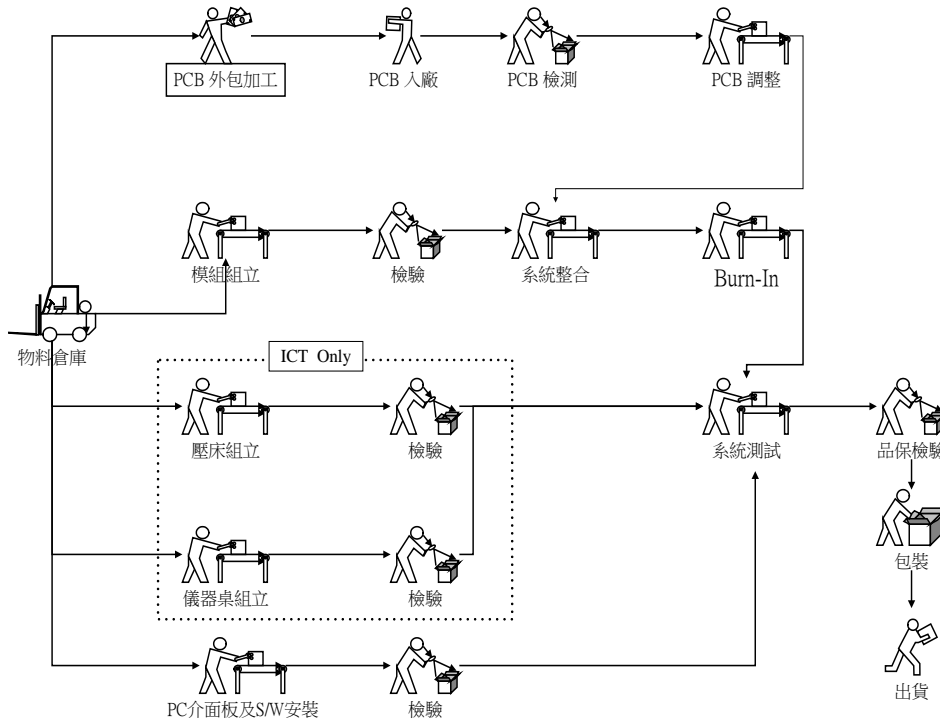 PCB 外包加工
PCB 入廠
PCB 檢測
PCB 調整
模組組立
檢驗
系統整合
Burn-In
物料倉庫
ICT Only
壓床組立
檢驗
系統測試
品保檢驗
儀器桌組立
檢驗
包裝
PC介面板及S/W安裝
檢驗
出貨